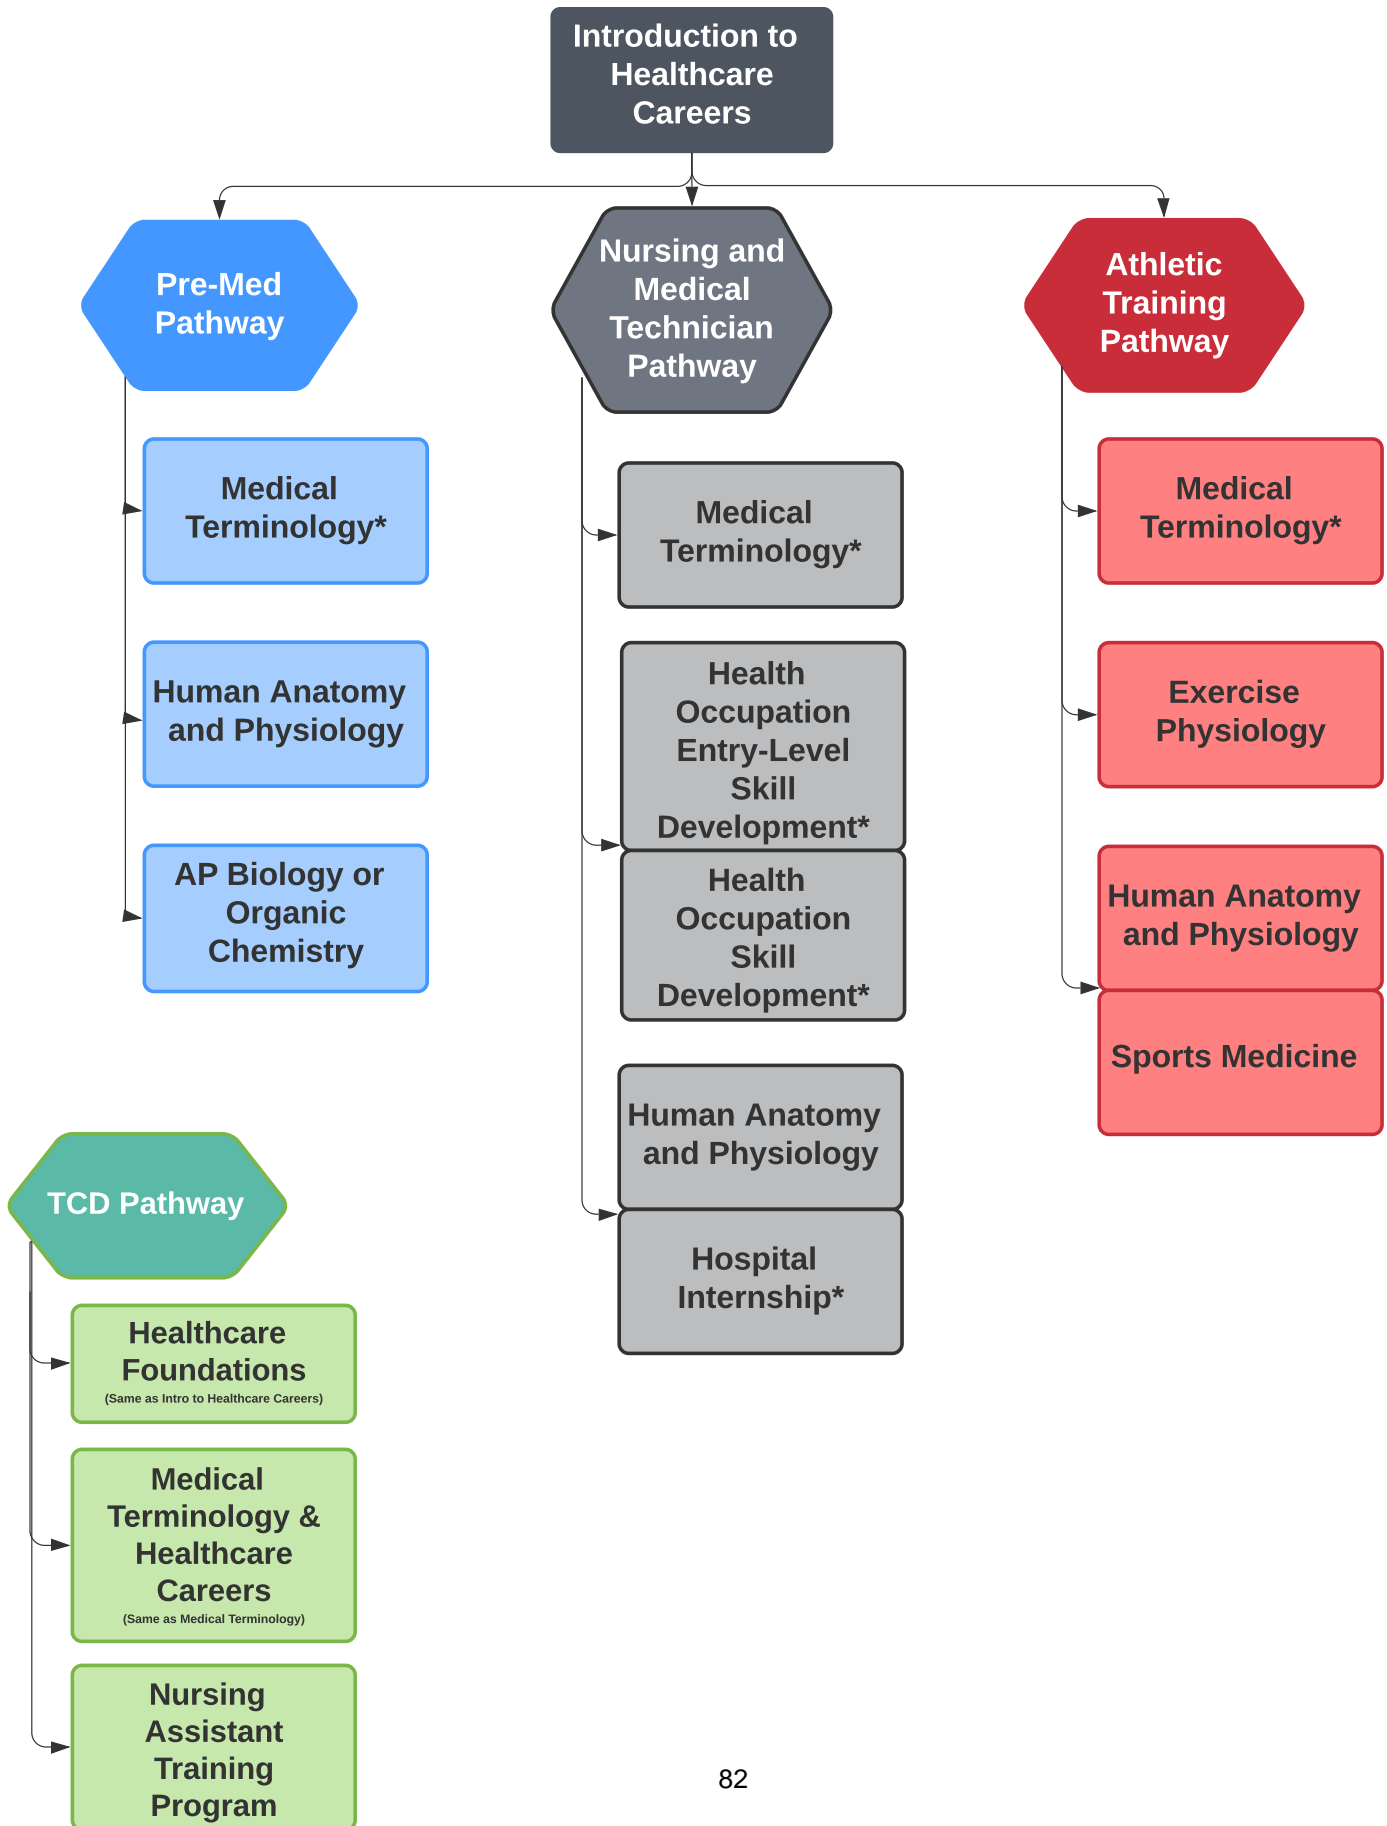 Introduction to
Healthcare
Careers
Pre-Med
Pathway
Medical
Terminology*
Human Anatomy
and Physiology
AP Biology or
Organic
Chemistry
Nursing and
Medical
Technician
Pathway
Medical
Terminology*
Health
Occupation
Entry-Level
Skill
Development*
Health
Occupation
Skill
Development*
Human Anatomy
and Physiology
Hospital
Internship*
Athletic
Training
Pathway
Medical
Terminology*
Exercise
Physiology
Human Anatomy
and Physiology
Sports Medicine
TCD Pathway
Healthcare
Foundations
(Same as Intro to Healthcare Careers)
Medical
Terminology &
Healthcare
Careers
(Same as Medical Terminology)
Nursing
Assistant
Training
Program
82